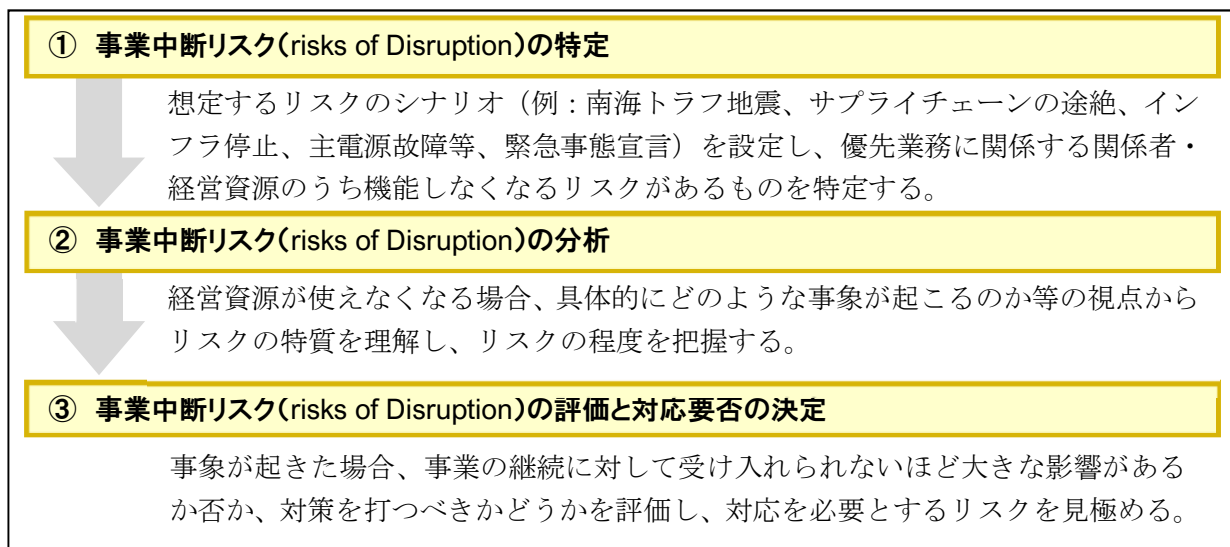 ① 事業中断リスク(risks of Disruption)の特定
想定するリスクのシナリオ（例：南海トラフ地震、サプライチェーンの途絶、イン
フラ停止、主電源故障等、緊急事態宣言）を設定し、優先業務に関係する関係者・
経営資源のうち機能しなくなるリスクがあるものを特定する。
② 事業中断リスク(risks of Disruption)の分析
経営資源が使えなくなる場合、具体的にどのような事象が起こるのか等の視点から
リスクの特質を理解し、リスクの程度を把握する。
③ 事業中断リスク(risks of Disruption)の評価と対応要否の決定
事象が起きた場合、事業の継続に対して受け入れられないほど大きな影響がある
か否か、対策を打つべきかどうかを評価し、対応を必要とするリスクを見極める。